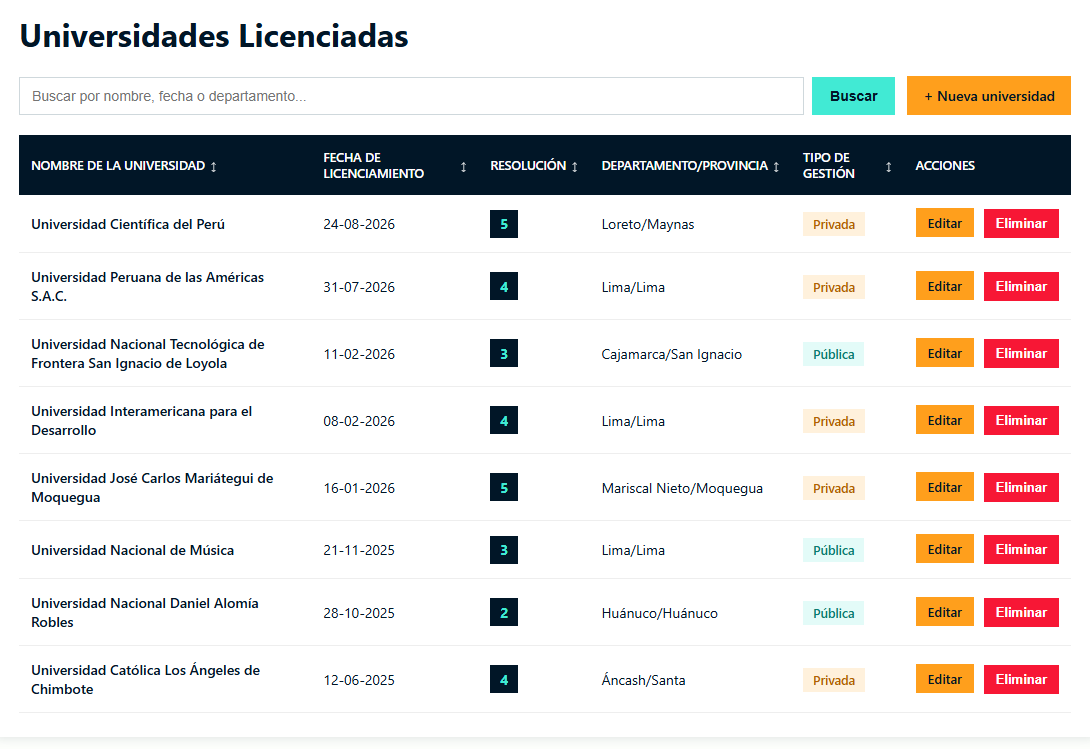 Universidades Licenciadas
Buscar por nombre, fecha o departamento...
Buscar
+ Nueva universidad
NOMBRE DE LA UNIVERSIDAD ↕
FECHA DE
LICENCIAMIENTO ↕
RESOLUCIÓN ↕
DEPARTAMENTO/PROVINCIA ↕
TIPO DE
GESTIÓN ↕
ACCIONES
Universidad Científica del Perú
24-08-2026
5
Loreto/Maynas
Privada
Editar
Eliminar
Universidad Peruana de las Américas
S.A.C.
31-07-2026
4
Lima/Lima
Privada
Editar
Eliminar
Universidad Nacional Tecnológica de
Frontera San Ignacio de Loyola
11-02-2026
3
Cajamarca/San Ignacio
Pública
Editar
Eliminar
Universidad Interamericana para el
Desarrollo
08-02-2026
4
Lima/Lima
Privada
Editar
Eliminar
Universidad José Carlos Mariátegui de
Moquegua
16-01-2026
5
Mariscal Nieto/Moquegua
Privada
Editar
Eliminar
Universidad Nacional de Música
21-11-2025
3
Lima/Lima
Pública
Editar
Eliminar
Universidad Nacional Daniel Alomía
Robles
28-10-2025
2
Huánuco/Huánuco
Pública
Editar
Eliminar
Universidad Católica Los Ángeles de
Chimbote
12-06-2025
4
Áncash/Santa
Privada
Editar
Eliminar